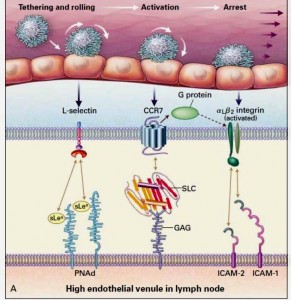 Tethering and rolling Activation Arrest
G protein
L-selectin CCR7 αLβ2 integrin
(activated)
SLC
sLeˣ
sLeˣ
GAG
PNAd ICAM-2 ICAM-1
A High endothelial venule in lymph node